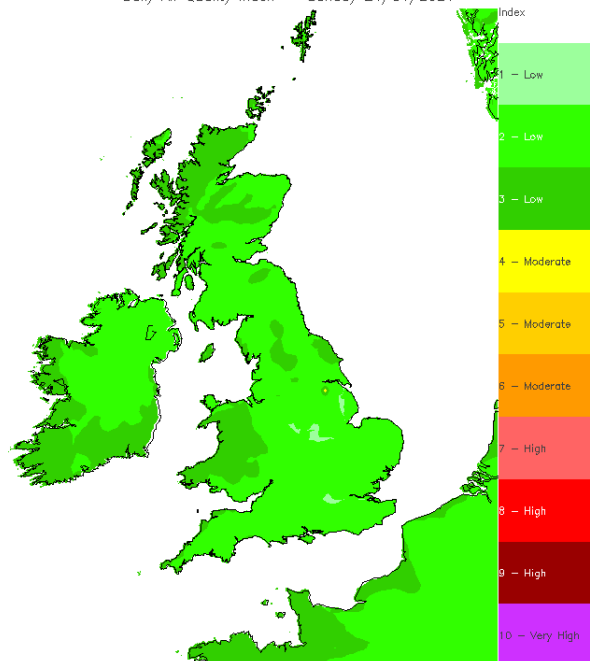 Index
1 - Low
2 - Low
3 - Low
4 - Moderate
5 - Moderate
6 - Moderate
7 - High
8 - High
9 - High
10 - Very High